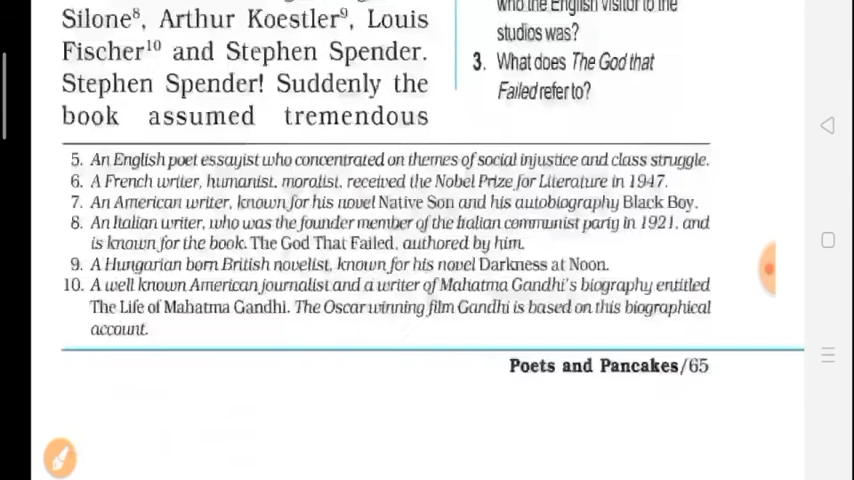 Silone⁸, Arthur Koestler⁹, Louis
Fischer¹⁰ and Stephen Spender.
Stephen Spender! Suddenly the
book assumed tremendous
who the English visitor to the
studios was?
3. What does The God that
Failed refer to?
5. An English poet essayist who concentrated on themes of social injustice and class struggle.
6. A French writer, humanist, moralist, received the Nobel Prize for Literature in 1947.
7. An American writer, known for his novel Native Son and his autobiography Black Boy.
8. An Italian writer, who was the founder member of the Italian communist party in 1921, and
is known for the book, The God That Failed, authored by him.
9. A Hungarian born British novelist, known for his novel Darkness at Noon.
10. A well known American journalist and a writer of Mahatma Gandhi's biography entitled
The Life of Mahatma Gandhi. The Oscar winning film Gandhi is based on this biographical
account.
Poets and Pancakes/65